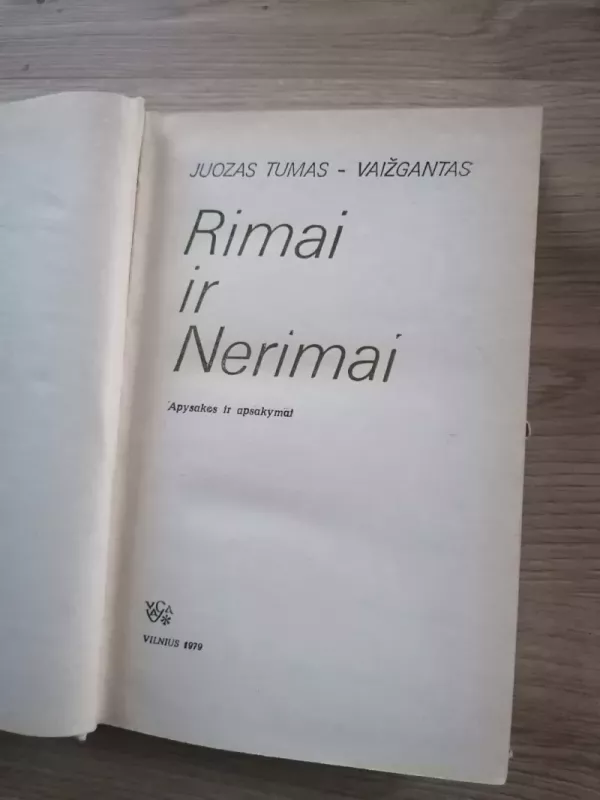 JUOZAS TUMAS - VAIŽGANTAS
Rimai
ir
Nerimai
Apysakos ir apsakymai
VILNIUS 1979